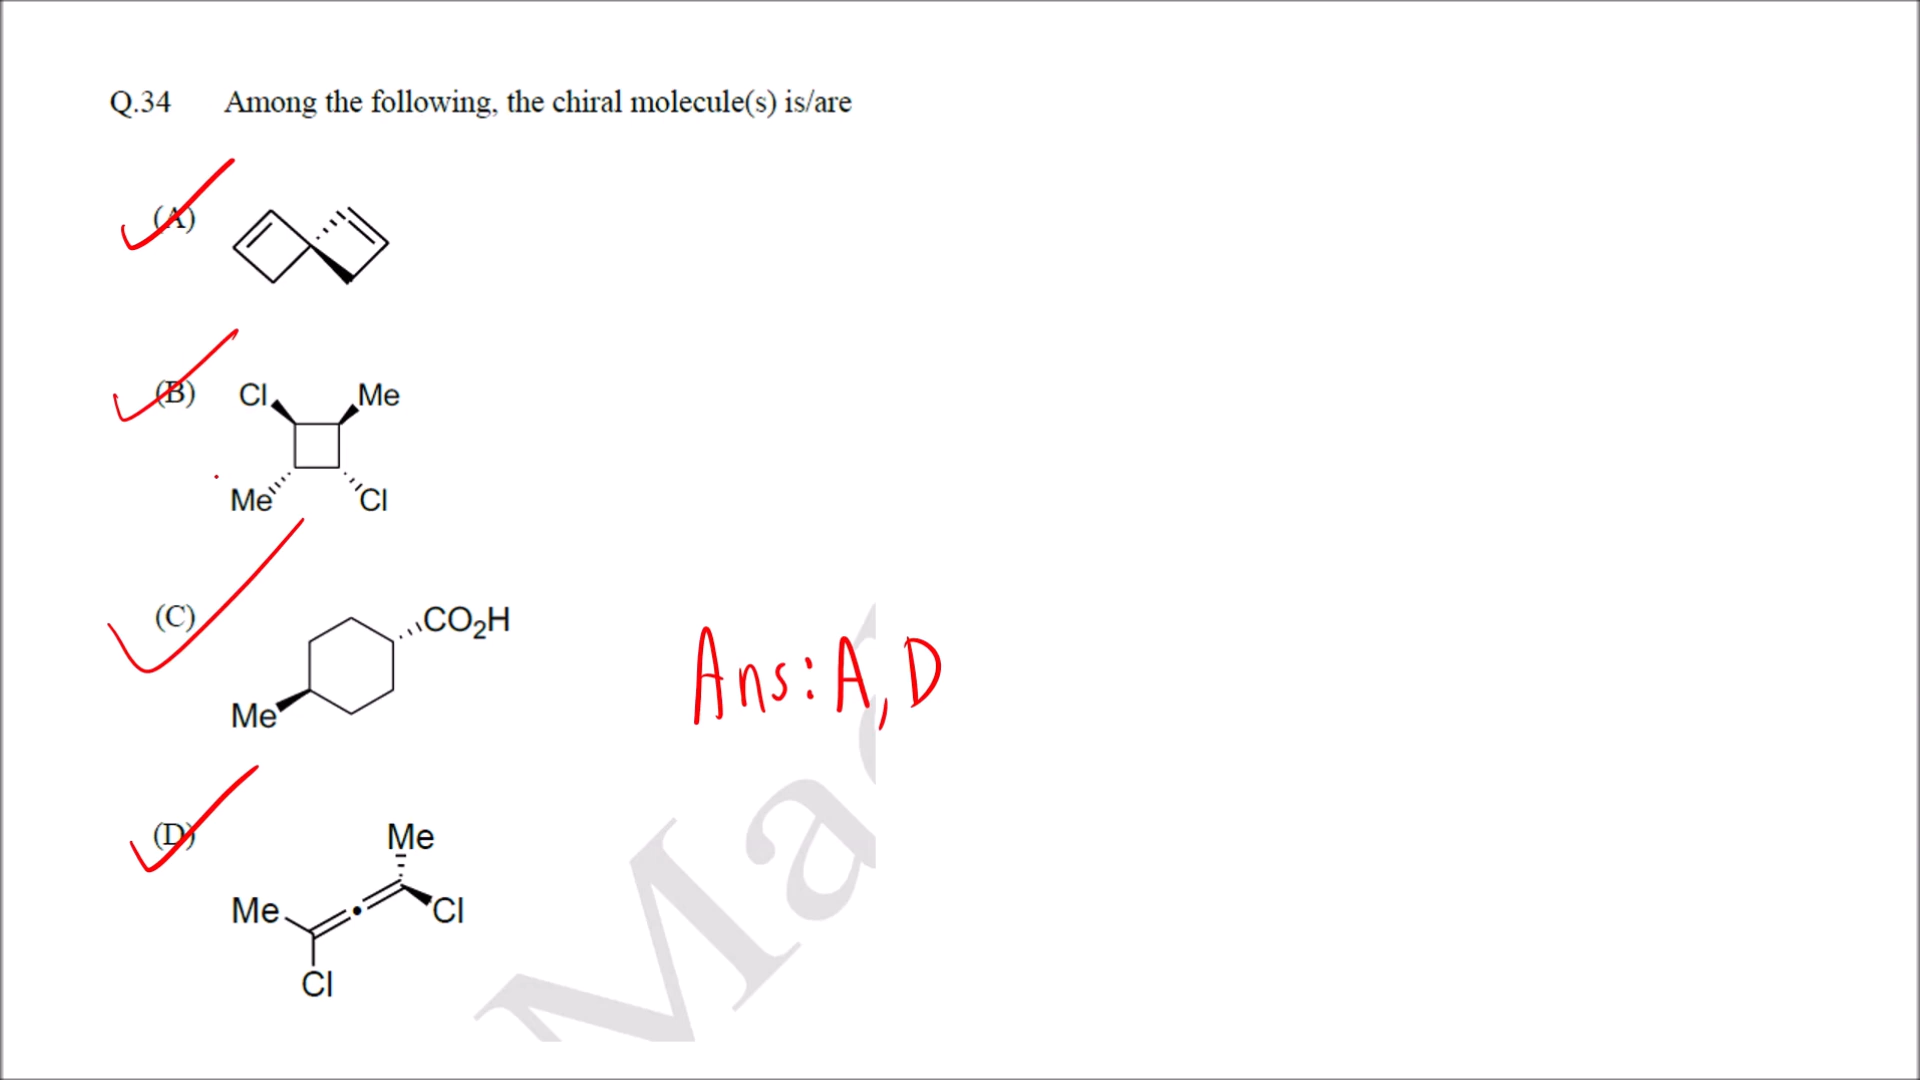 Q.34 Among the following, the chiral molecule(s) is/are
(A)
(B) Cl Me
Me Cl
(C) CO₂H
Me
Ans: A, D
(D) Me
Me Cl
Cl
Ma